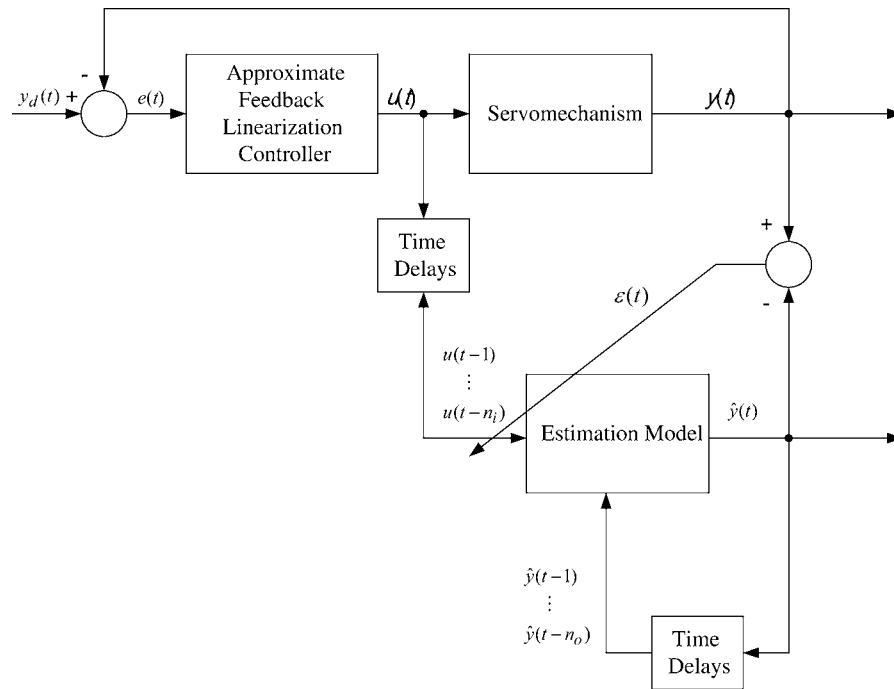 -
y_d(t) +
e(t)
Approximate
Feedback
Linearization
Controller
u(t)
Servomechanism
y(t)
Time
Delays
+
-
ε(t)
u(t−1)
⋮
u(t−n_i)
Estimation Model
ŷ(t)
ŷ(t−1)
⋮
ŷ(t−n_o)
Time
Delays